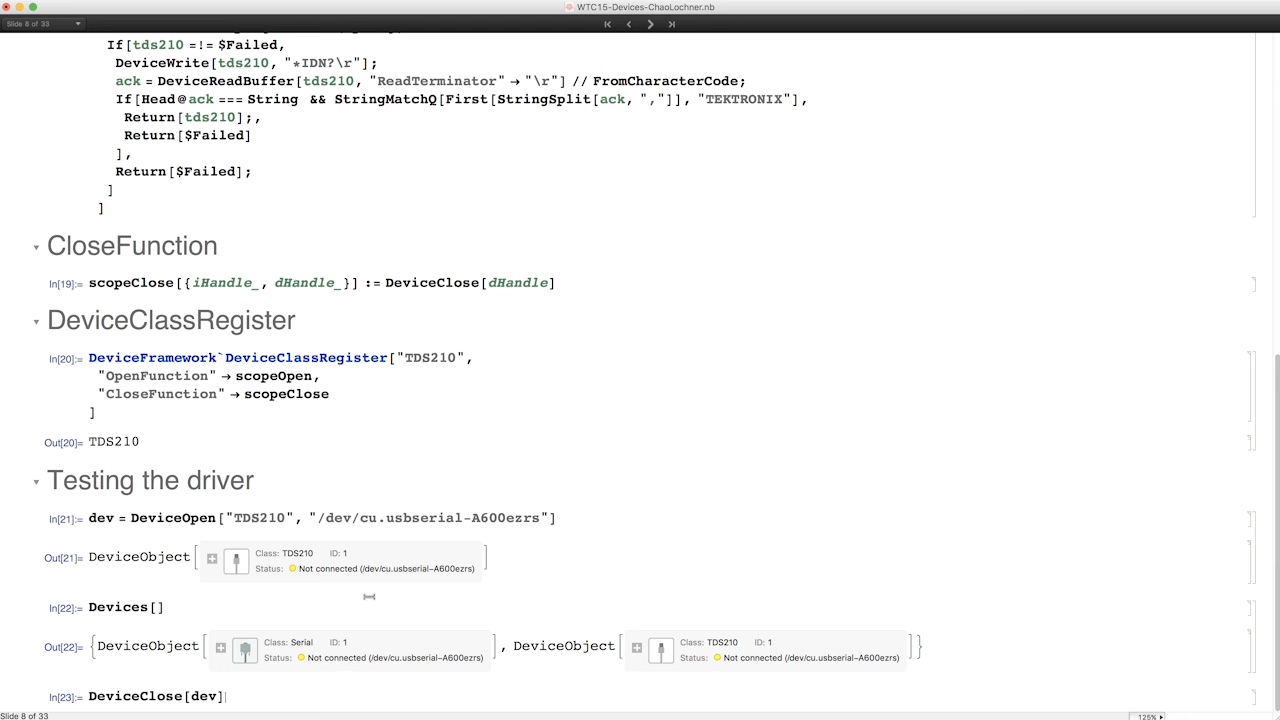 WTC15-Devices-ChaoLochner.nb
Slide 8 of 33
If[tds210 =!= $Failed,
DeviceWrite[tds210, "*IDN?\r"];
ack = DeviceReadBuffer[tds210, "ReadTerminator" → "\r"] // FromCharacterCode;
If[Head@ack === String && StringMatchQ[First[StringSplit[ack, ","]], "TEKTRONIX"],
Return[tds210];,
Return[$Failed]
],
Return[$Failed];
]
]
CloseFunction
In[19]:= scopeClose[{iHandle_, dHandle_}] := DeviceClose[dHandle]
DeviceClassRegister
In[20]:= DeviceFramework`DeviceClassRegister["TDS210",
"OpenFunction" → scopeOpen,
"CloseFunction" → scopeClose
]
Out[20]= TDS210
Testing the driver
In[21]:= dev = DeviceOpen["TDS210", "/dev/cu.usbserial-A600ezrs"]
Out[21]= DeviceObject[ Class: TDS210 ID: 1
Status: Not connected (/dev/cu.usbserial-A600ezrs) ]
In[22]:= Devices[]
Out[22]= {DeviceObject[ Class: Serial ID: 1
Status: Not connected (/dev/cu.usbserial-A600ezrs) ], DeviceObject[ Class: TDS210 ID: 1
Status: Not connected (/dev/cu.usbserial-A600ezrs) ]}
In[23]:= DeviceClose[dev]
Slide 8 of 33
125%